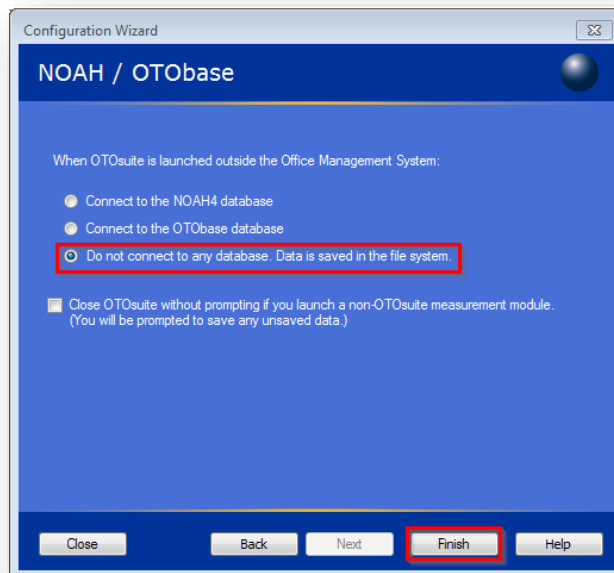 Configuration Wizard
NOAH / OTObase
When OTOsuite is launched outside the Office Management System:
Connect to the NOAH4 database
Connect to the OTObase database
Do not connect to any database. Data is saved in the file system.
Close OTOsuite without prompting if you launch a non-OTOsuite measurement module.
(You will be prompted to save any unsaved data.)
Close Back Next Finish Help